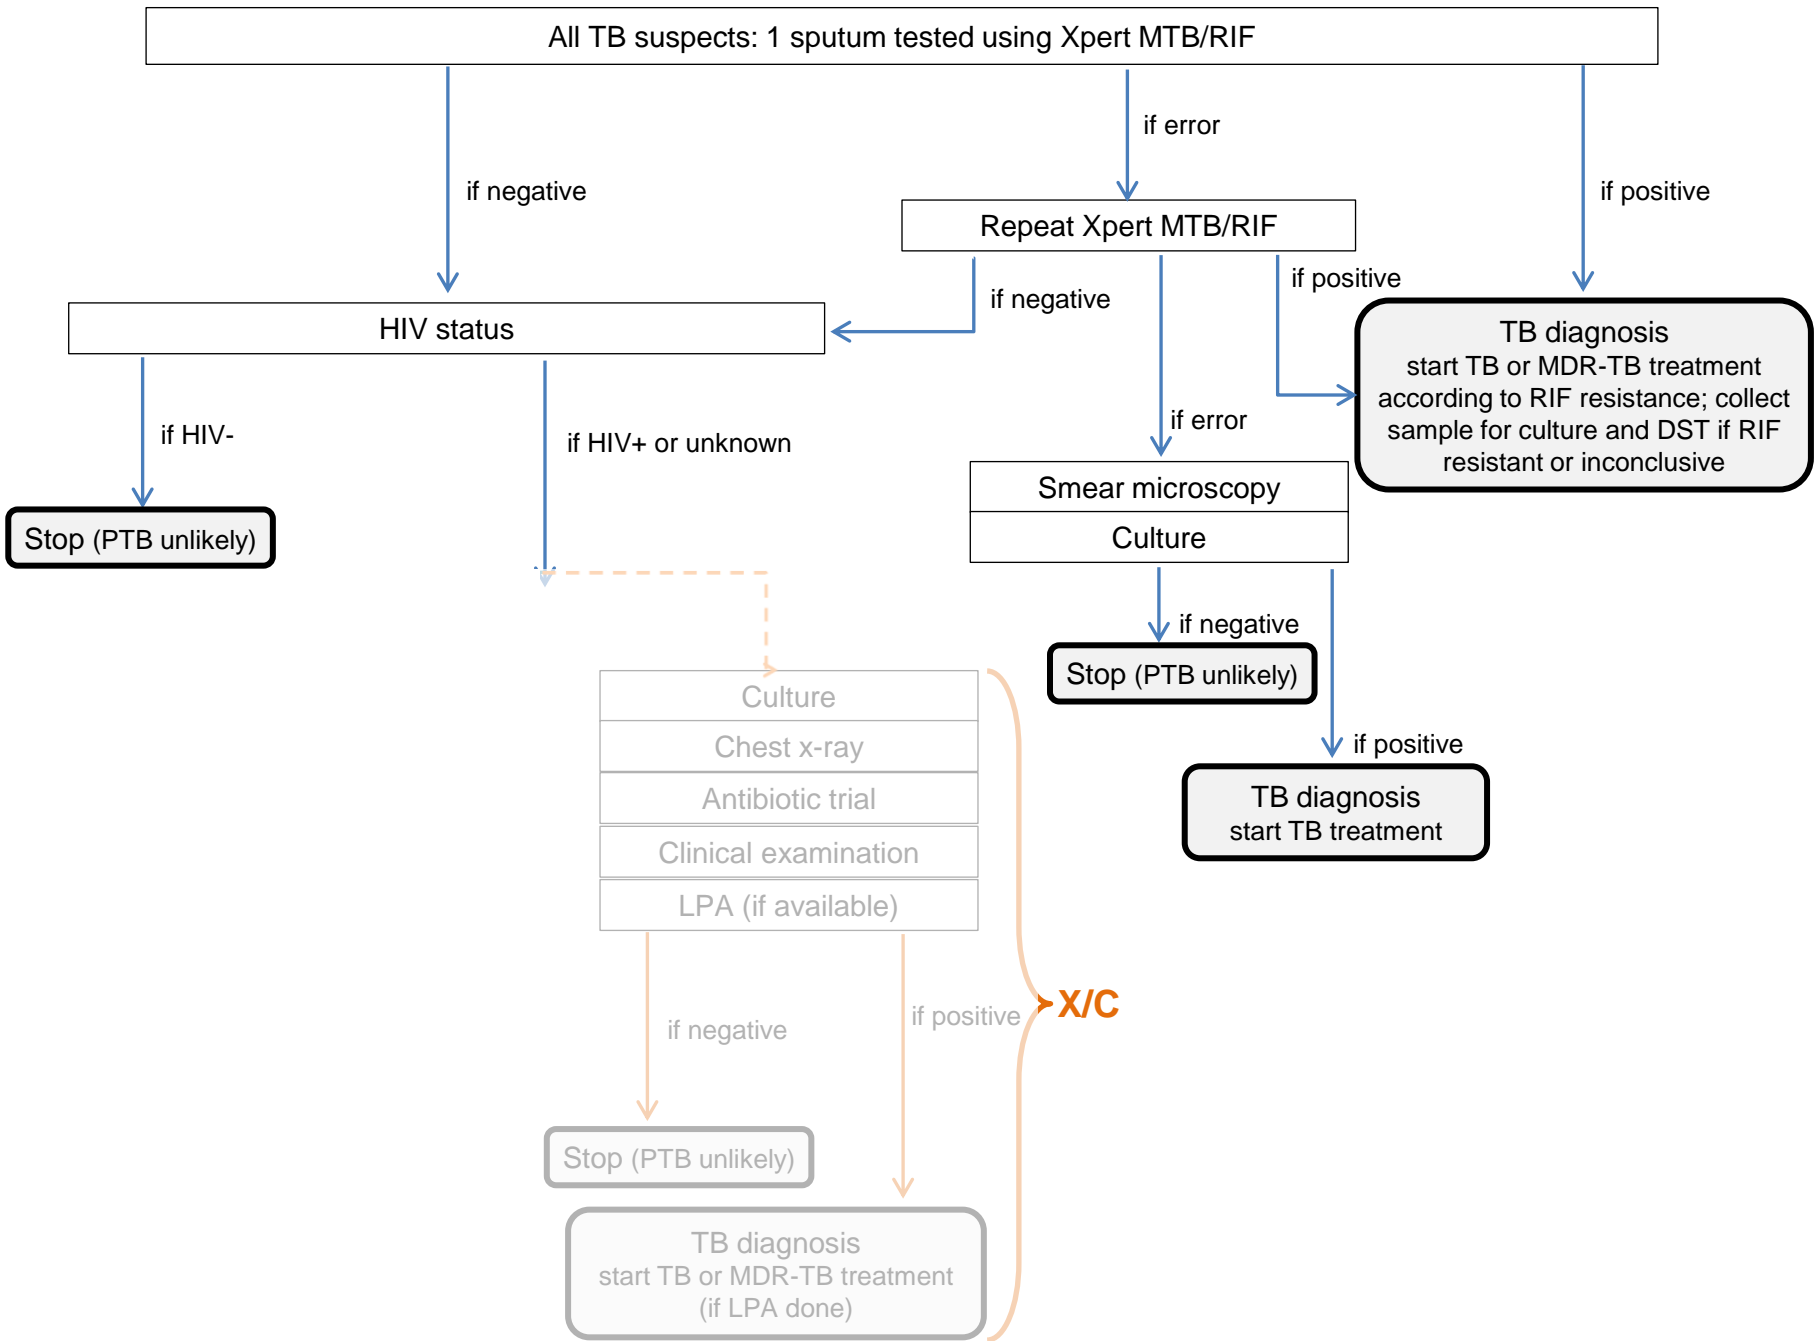 All TB suspects: 1 sputum tested using Xpert MTB/RIF
if error
if negative
if positive
Repeat Xpert MTB/RIF
if positive
if negative
HIV status
TB diagnosis
start TB or MDR-TB treatment
according to RIF resistance; collect
sample for culture and DST if RIF
resistant or inconclusive
if HIV-
if HIV+ or unknown
if error
Smear microscopy
Culture
Stop (PTB unlikely)
if negative
Stop (PTB unlikely)
if positive
TB diagnosis
start TB treatment
Culture
Chest x-ray
Antibiotic trial
Clinical examination
LPA (if available)
X/C
if negative
if positive
Stop (PTB unlikely)
TB diagnosis
start TB or MDR-TB treatment
(if LPA done)